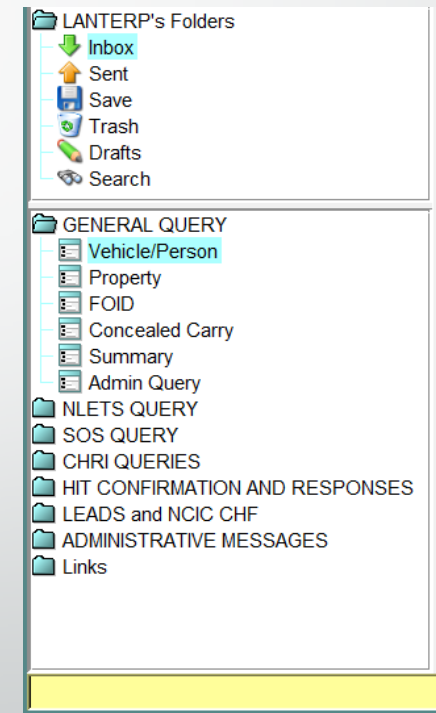 LANTERP's Folders
Inbox
Sent
Save
Trash
Drafts
Search
GENERAL QUERY
Vehicle/Person
Property
FOID
Concealed Carry
Summary
Admin Query
NLETS QUERY
SOS QUERY
CHRI QUERIES
HIT CONFIRMATION AND RESPONSES
LEADS and NCIC CHF
ADMINISTRATIVE MESSAGES
Links